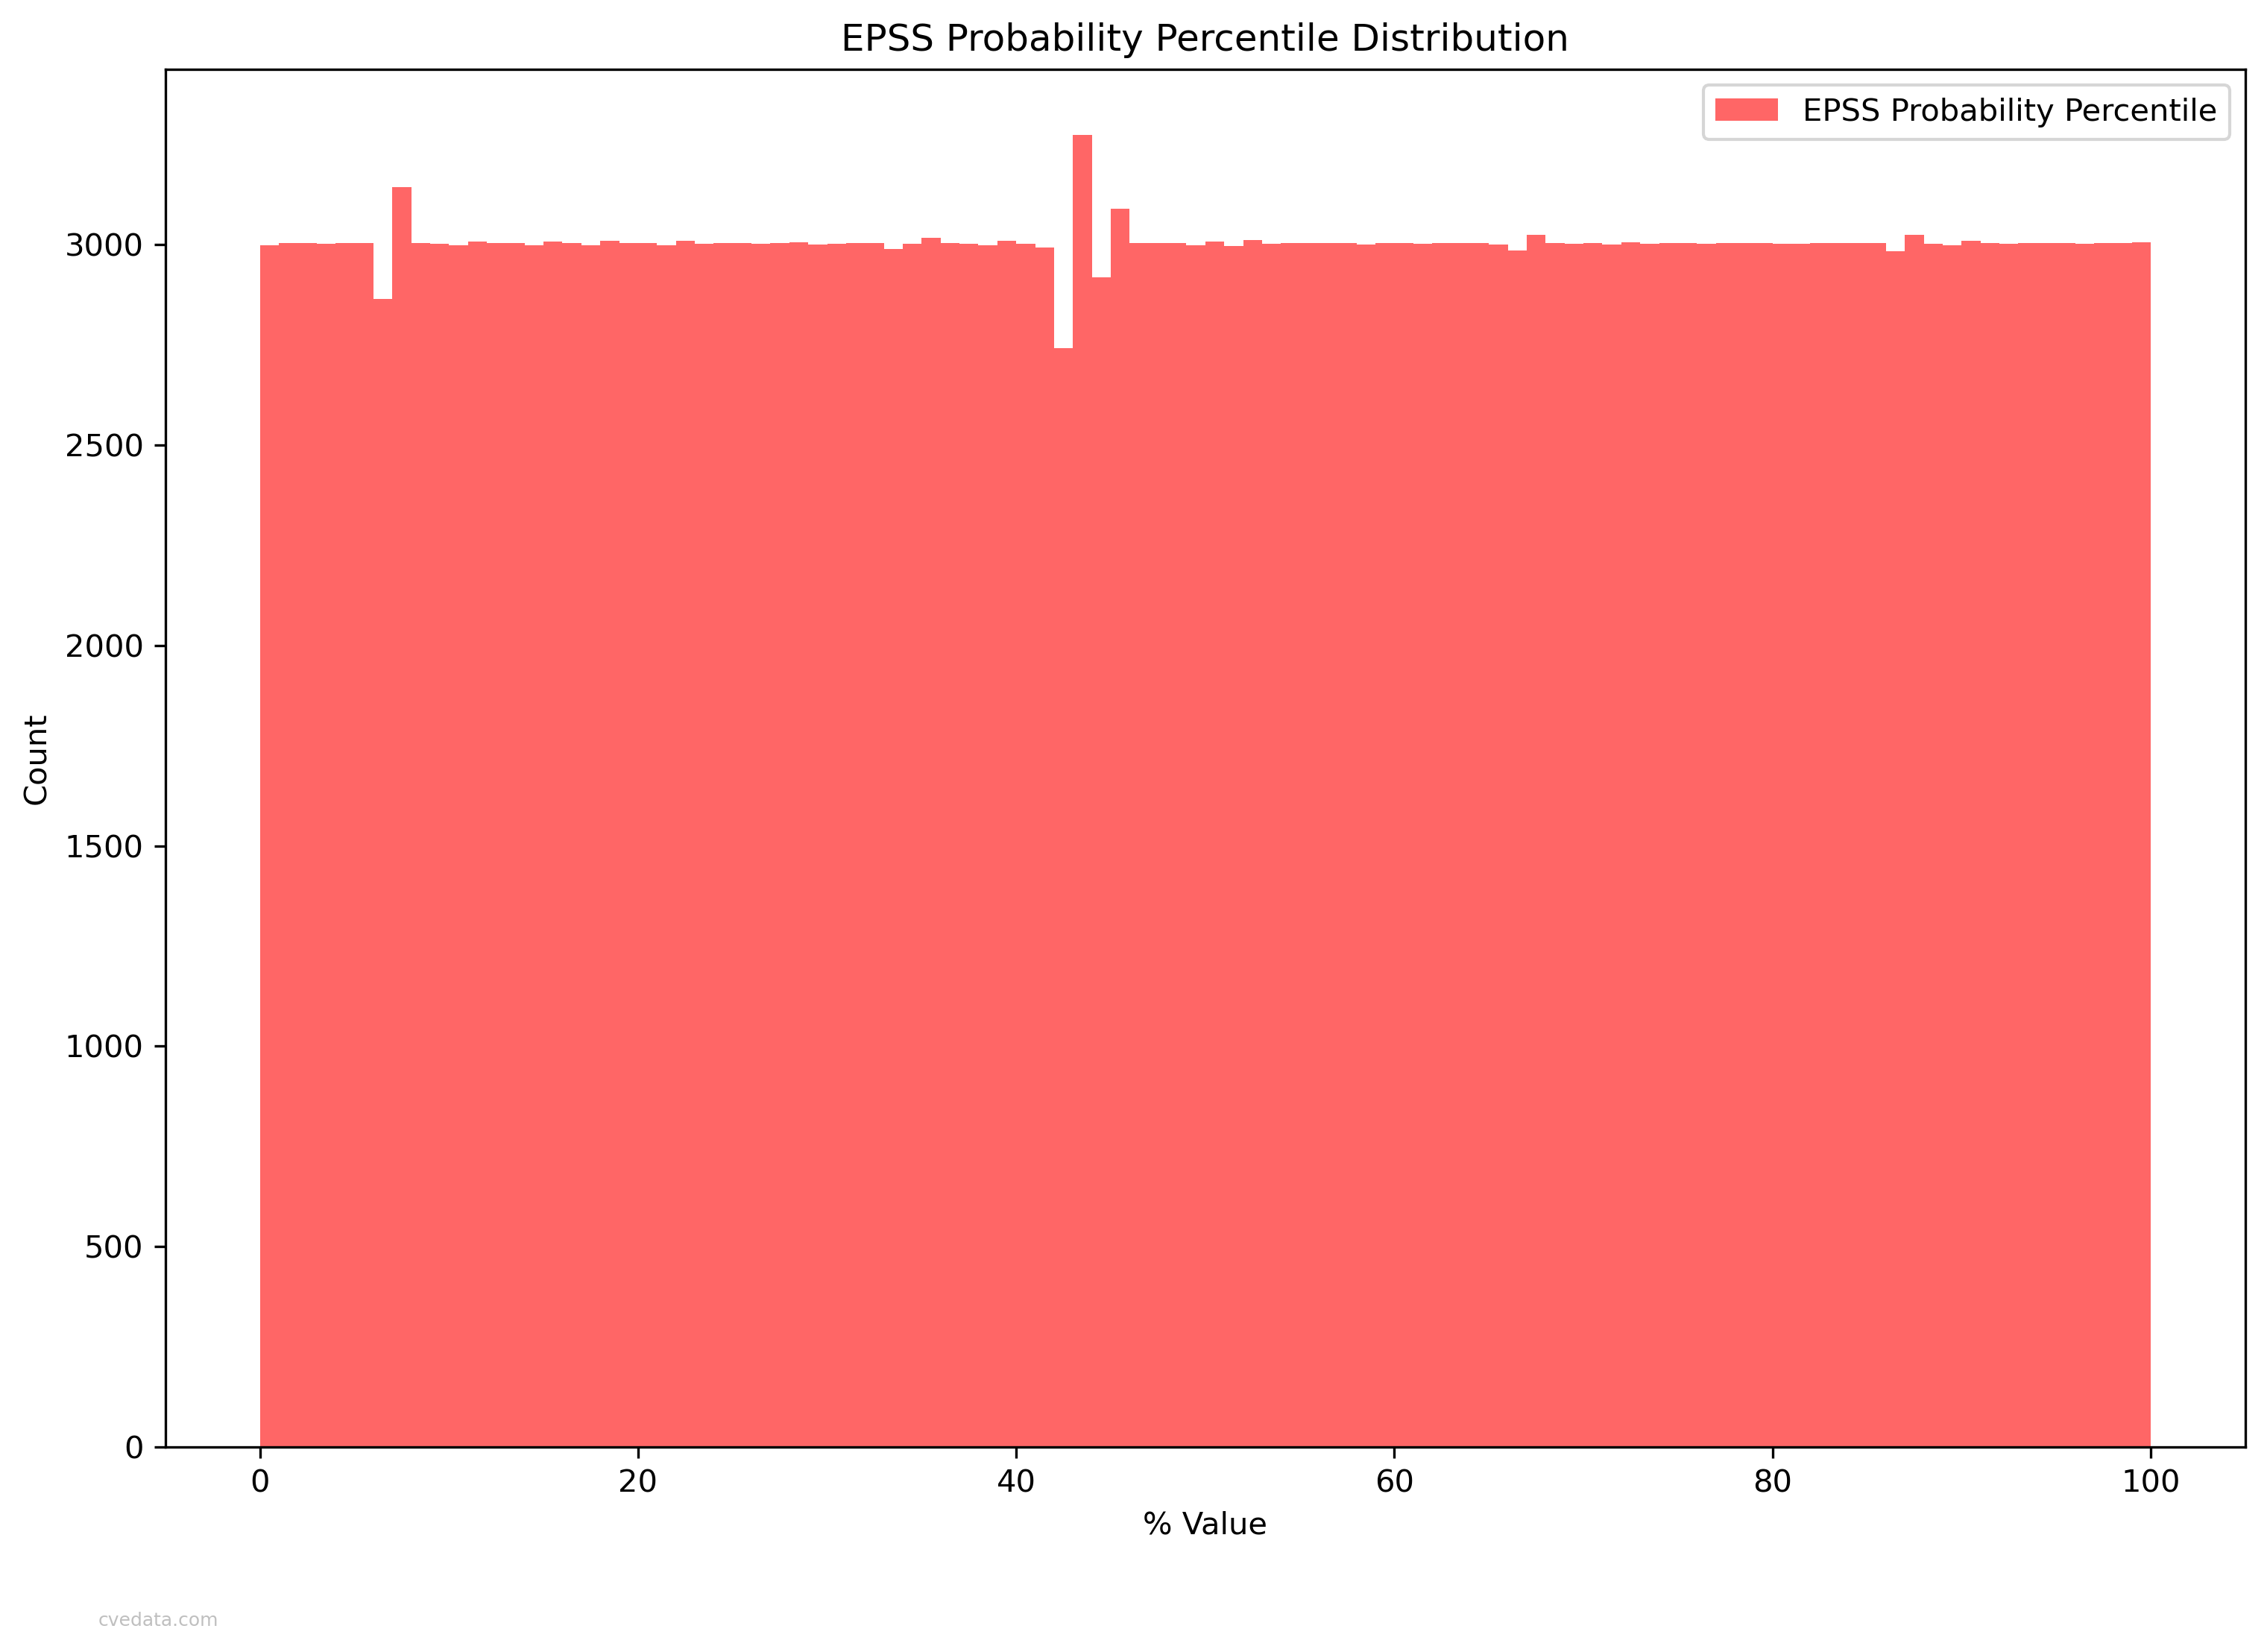 EPSS Probability Percentile Distribution
EPSS Probability Percentile
3000
2500
2000
1500
1000
500
0
Count
0 20 40 60 80 100
% Value
cvedata.com